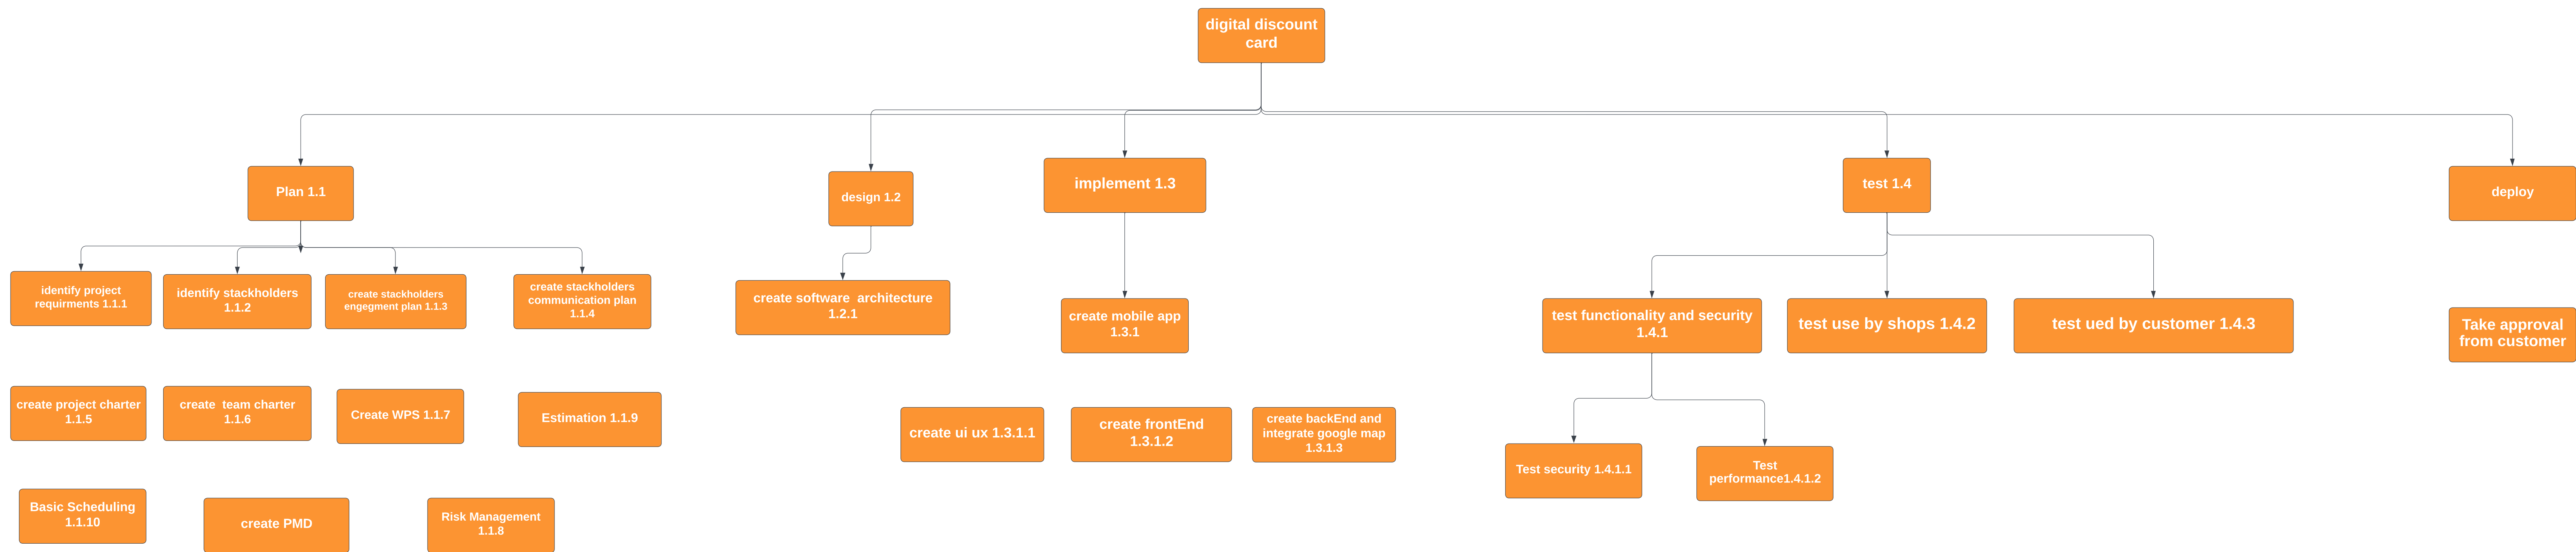 digital discount
card
Plan 1.1
design 1.2
implement 1.3
test 1.4
deploy
identify project
requirments 1.1.1
identify stackholders
1.1.2
create stackholders
engegment plan 1.1.3
create stackholders
communication plan
1.1.4
create software architecture
1.2.1
create mobile app
1.3.1
test functionality and security
1.4.1
test use by shops 1.4.2
test ued by customer 1.4.3
Take approval
from customer
create project charter
1.1.5
create team charter
1.1.6
Create WPS 1.1.7
Estimation 1.1.9
create ui ux 1.3.1.1
create frontEnd
1.3.1.2
create backEnd and
integrate google map
1.3.1.3
Test security 1.4.1.1
Test
performance1.4.1.2
Basic Scheduling
1.1.10
create PMD
Risk Management
1.1.8